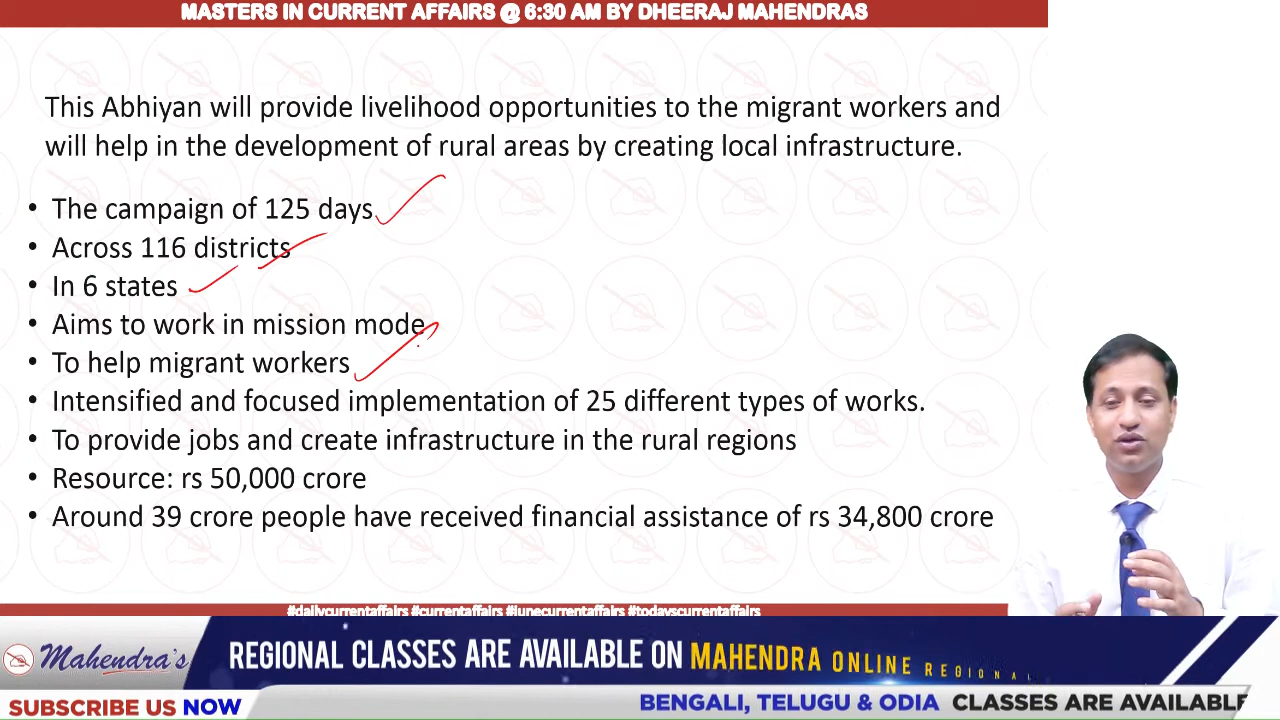 MASTERS IN CURRENT AFFAIRS @ 6:30 AM BY DHEERAJ MAHENDRAS
This Abhiyan will provide livelihood opportunities to the migrant workers and
will help in the development of rural areas by creating local infrastructure.
• The campaign of 125 days
• Across 116 districts
• In 6 states
• Aims to work in mission mode
• To help migrant workers
• Intensified and focused implementation of 25 different types of works.
• To provide jobs and create infrastructure in the rural regions
• Resource: rs 50,000 crore
• Around 39 crore people have received financial assistance of rs 34,800 crore
#dailycurrentaffairs #currentaffairs #junecurrentaffairs #todayscurrentaffairs
Mahendra's
REGIONAL CLASSES ARE AVAILABLE ON MAHENDRA ONLINE REGIONAL
SUBSCRIBE US NOW
BENGALI, TELUGU & ODIA CLASSES ARE AVAILABLE